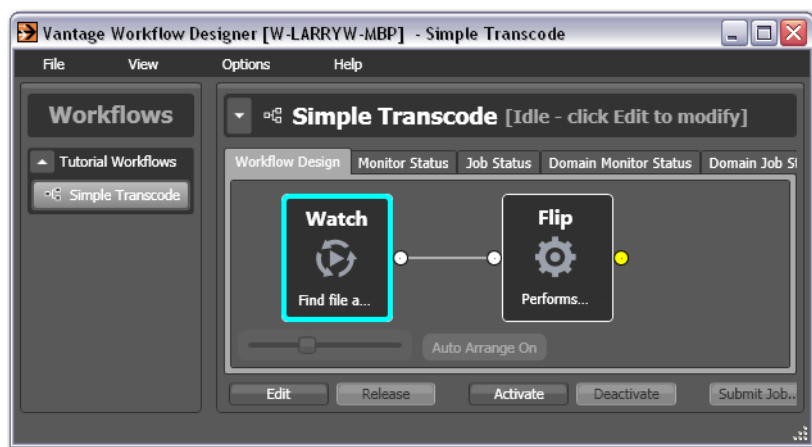 Vantage Workflow Designer [W-LARRYW-MBP] - Simple Transcode
File View Options Help
Workflows
Tutorial Workflows
Simple Transcode
Simple Transcode [Idle - click Edit to modify]
Workflow Design Monitor Status Job Status Domain Monitor Status Domain Job St
Watch
Find file a...
Flip
Performs...
Auto Arrange On
Edit Release Activate Deactivate Submit Job..